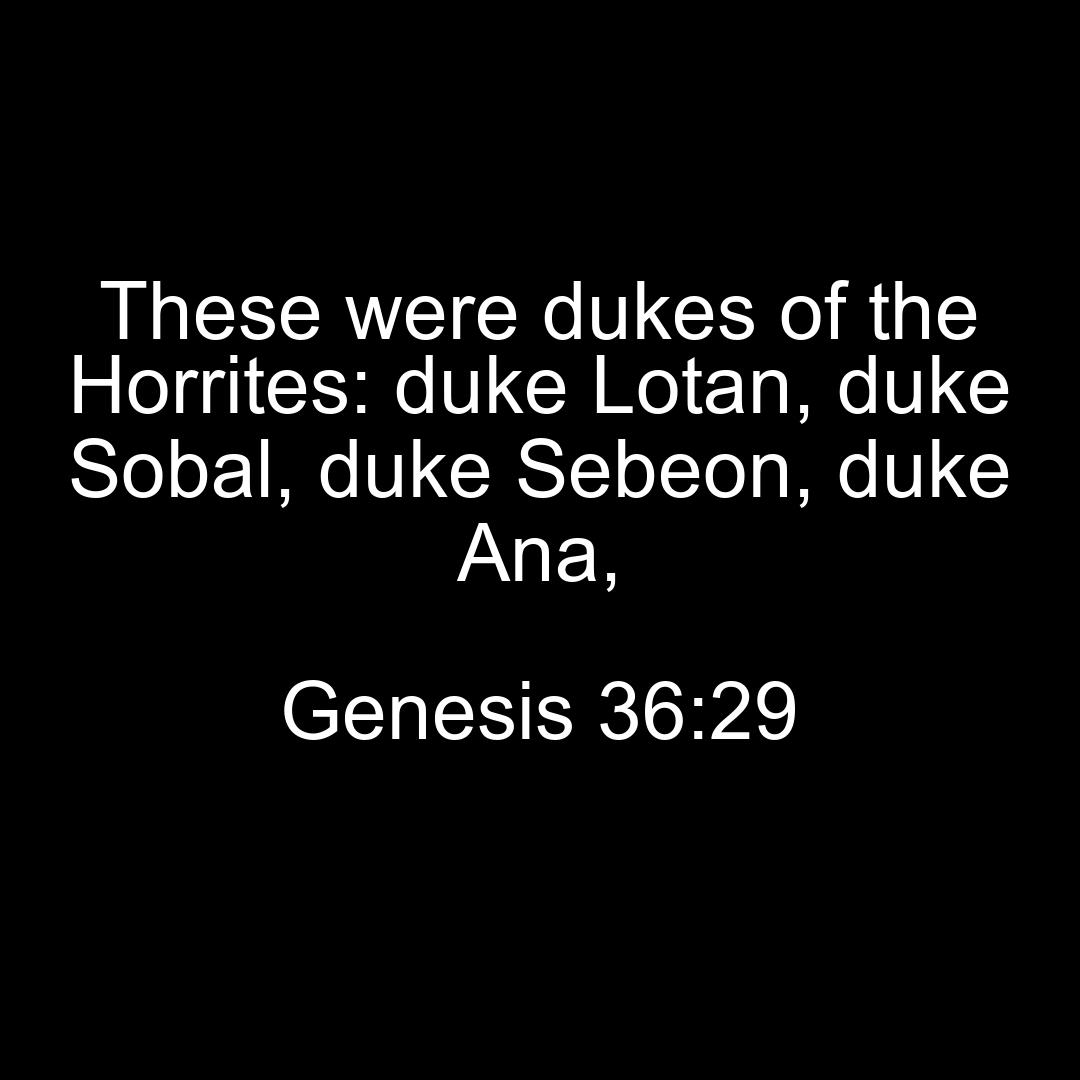 These were dukes of the
Horrites: duke Lotan, duke
Sobal, duke Sebeon, duke
Ana,
Genesis 36:29